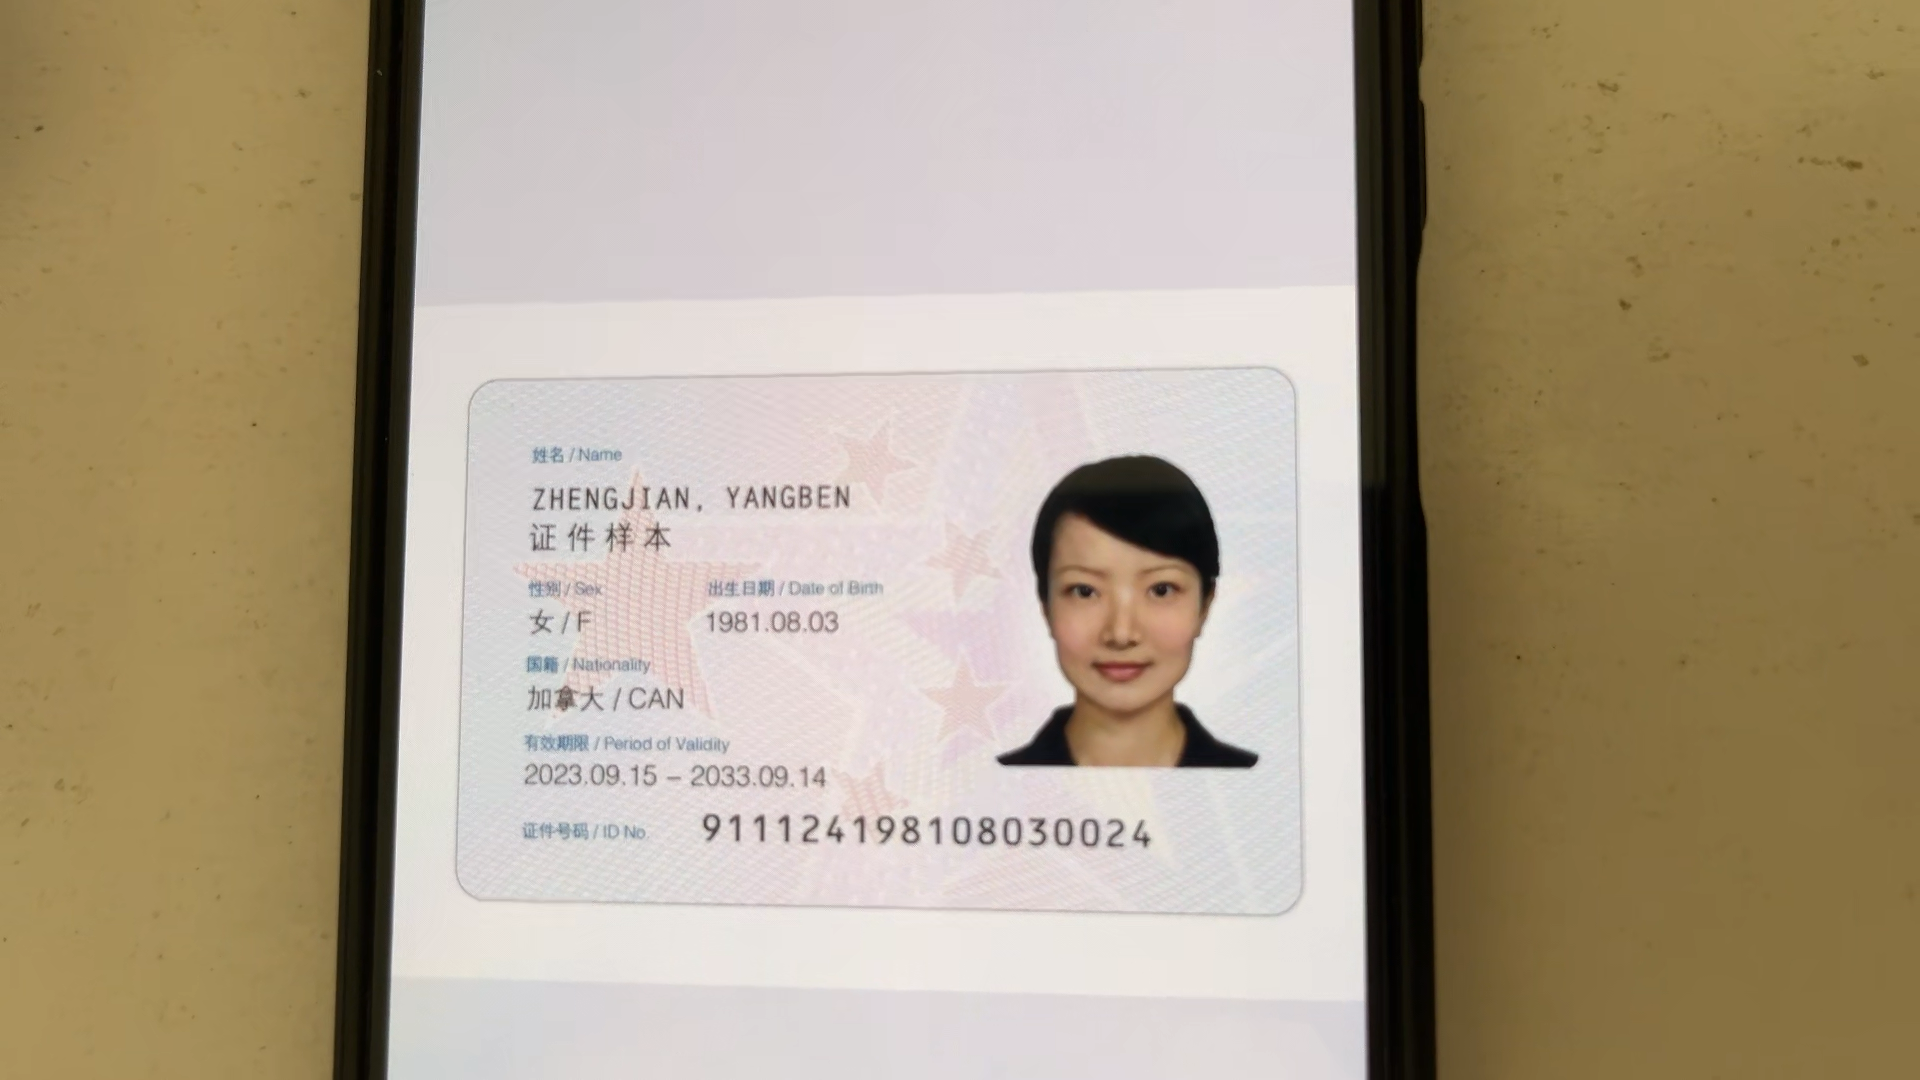 姓名 / Name
ZHENGJIAN, YANGBEN
证件样本
性别 / Sex 出生日期 / Date of Birth
女 / F 1981.08.03
国籍 / Nationality
加拿大 / CAN
有效期限 / Period of Validity
2023.09.15 – 2033.09.14
证件号码 / ID No. 911124198108030024